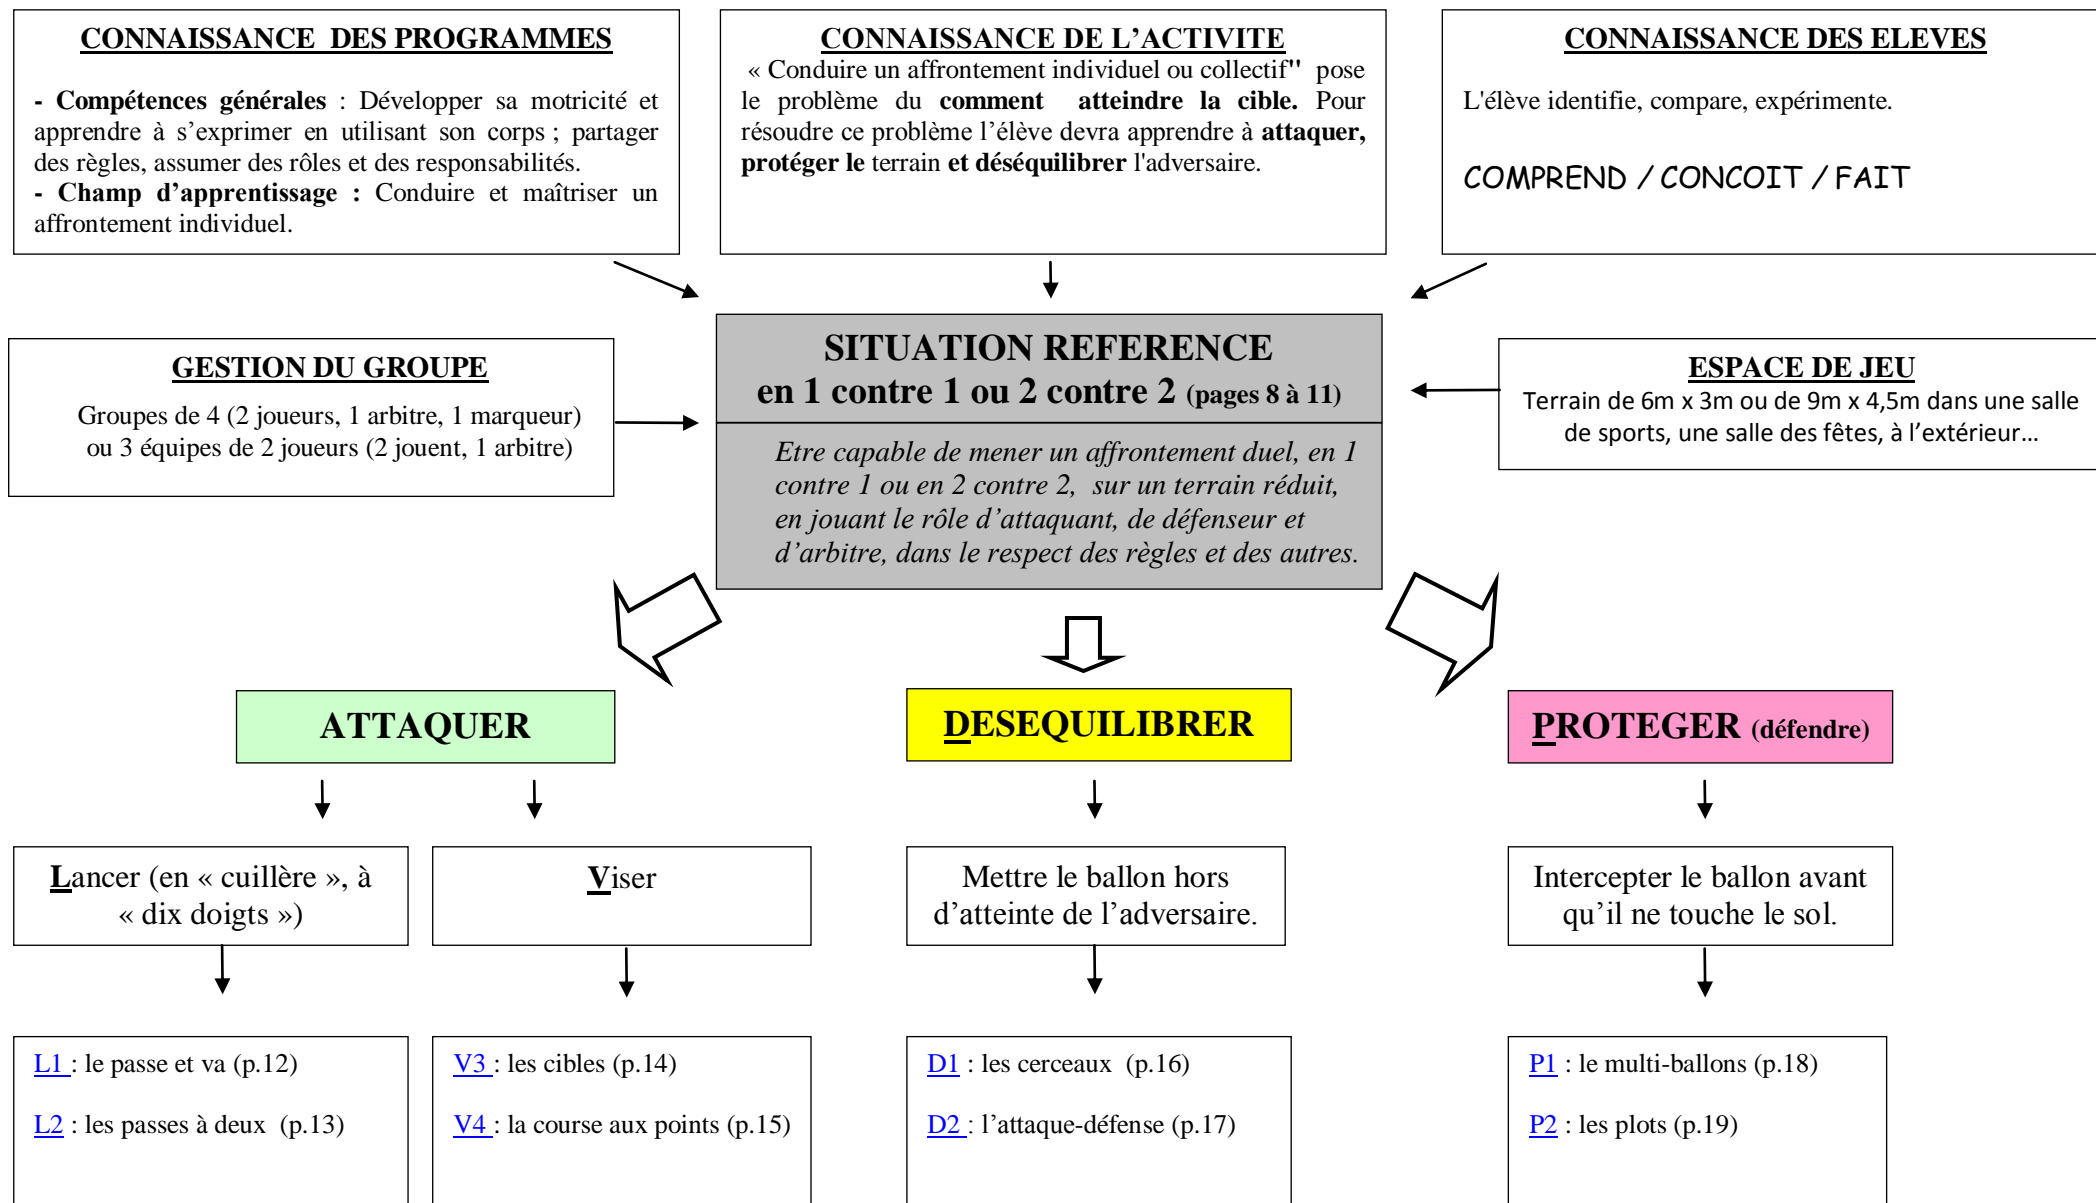 CONNAISSANCE DES PROGRAMMES
- Compétences générales : Développer sa motricité et
apprendre à s’exprimer en utilisant son corps ; partager
des règles, assumer des rôles et des responsabilités.
- Champ d’apprentissage : Conduire et maîtriser un
affrontement individuel.
CONNAISSANCE DE L’ACTIVITE
« Conduire un affrontement individuel ou collectif" pose
le problème du comment atteindre la cible. Pour
résoudre ce problème l’élève devra apprendre à attaquer,
protéger le terrain et déséquilibrer l'adversaire.
CONNAISSANCE DES ELEVES
L'élève identifie, compare, expérimente.
COMPREND / CONCOIT / FAIT
GESTION DU GROUPE
Groupes de 4 (2 joueurs, 1 arbitre, 1 marqueur)
ou 3 équipes de 2 joueurs (2 jouent, 1 arbitre)
SITUATION REFERENCE
en 1 contre 1 ou 2 contre 2 (pages 8 à 11)
Etre capable de mener un affrontement duel, en 1
contre 1 ou en 2 contre 2, sur un terrain réduit,
en jouant le rôle d’attaquant, de défenseur et
d’arbitre, dans le respect des règles et des autres.
ESPACE DE JEU
Terrain de 6m x 3m ou de 9m x 4,5m dans une salle
de sports, une salle des fêtes, à l’extérieur…
ATTAQUER
DESEQUILIBRER
PROTEGER (défendre)
Lancer (en « cuillère », à
« dix doigts »)
Viser
Mettre le ballon hors
d’atteinte de l’adversaire.
Intercepter le ballon avant
qu’il ne touche le sol.
L1 : le passe et va (p.12)
L2 : les passes à deux (p.13)
V3 : les cibles (p.14)
V4 : la course aux points (p.15)
D1 : les cerceaux (p.16)
D2 : l’attaque-défense (p.17)
P1 : le multi-ballons (p.18)
P2 : les plots (p.19)